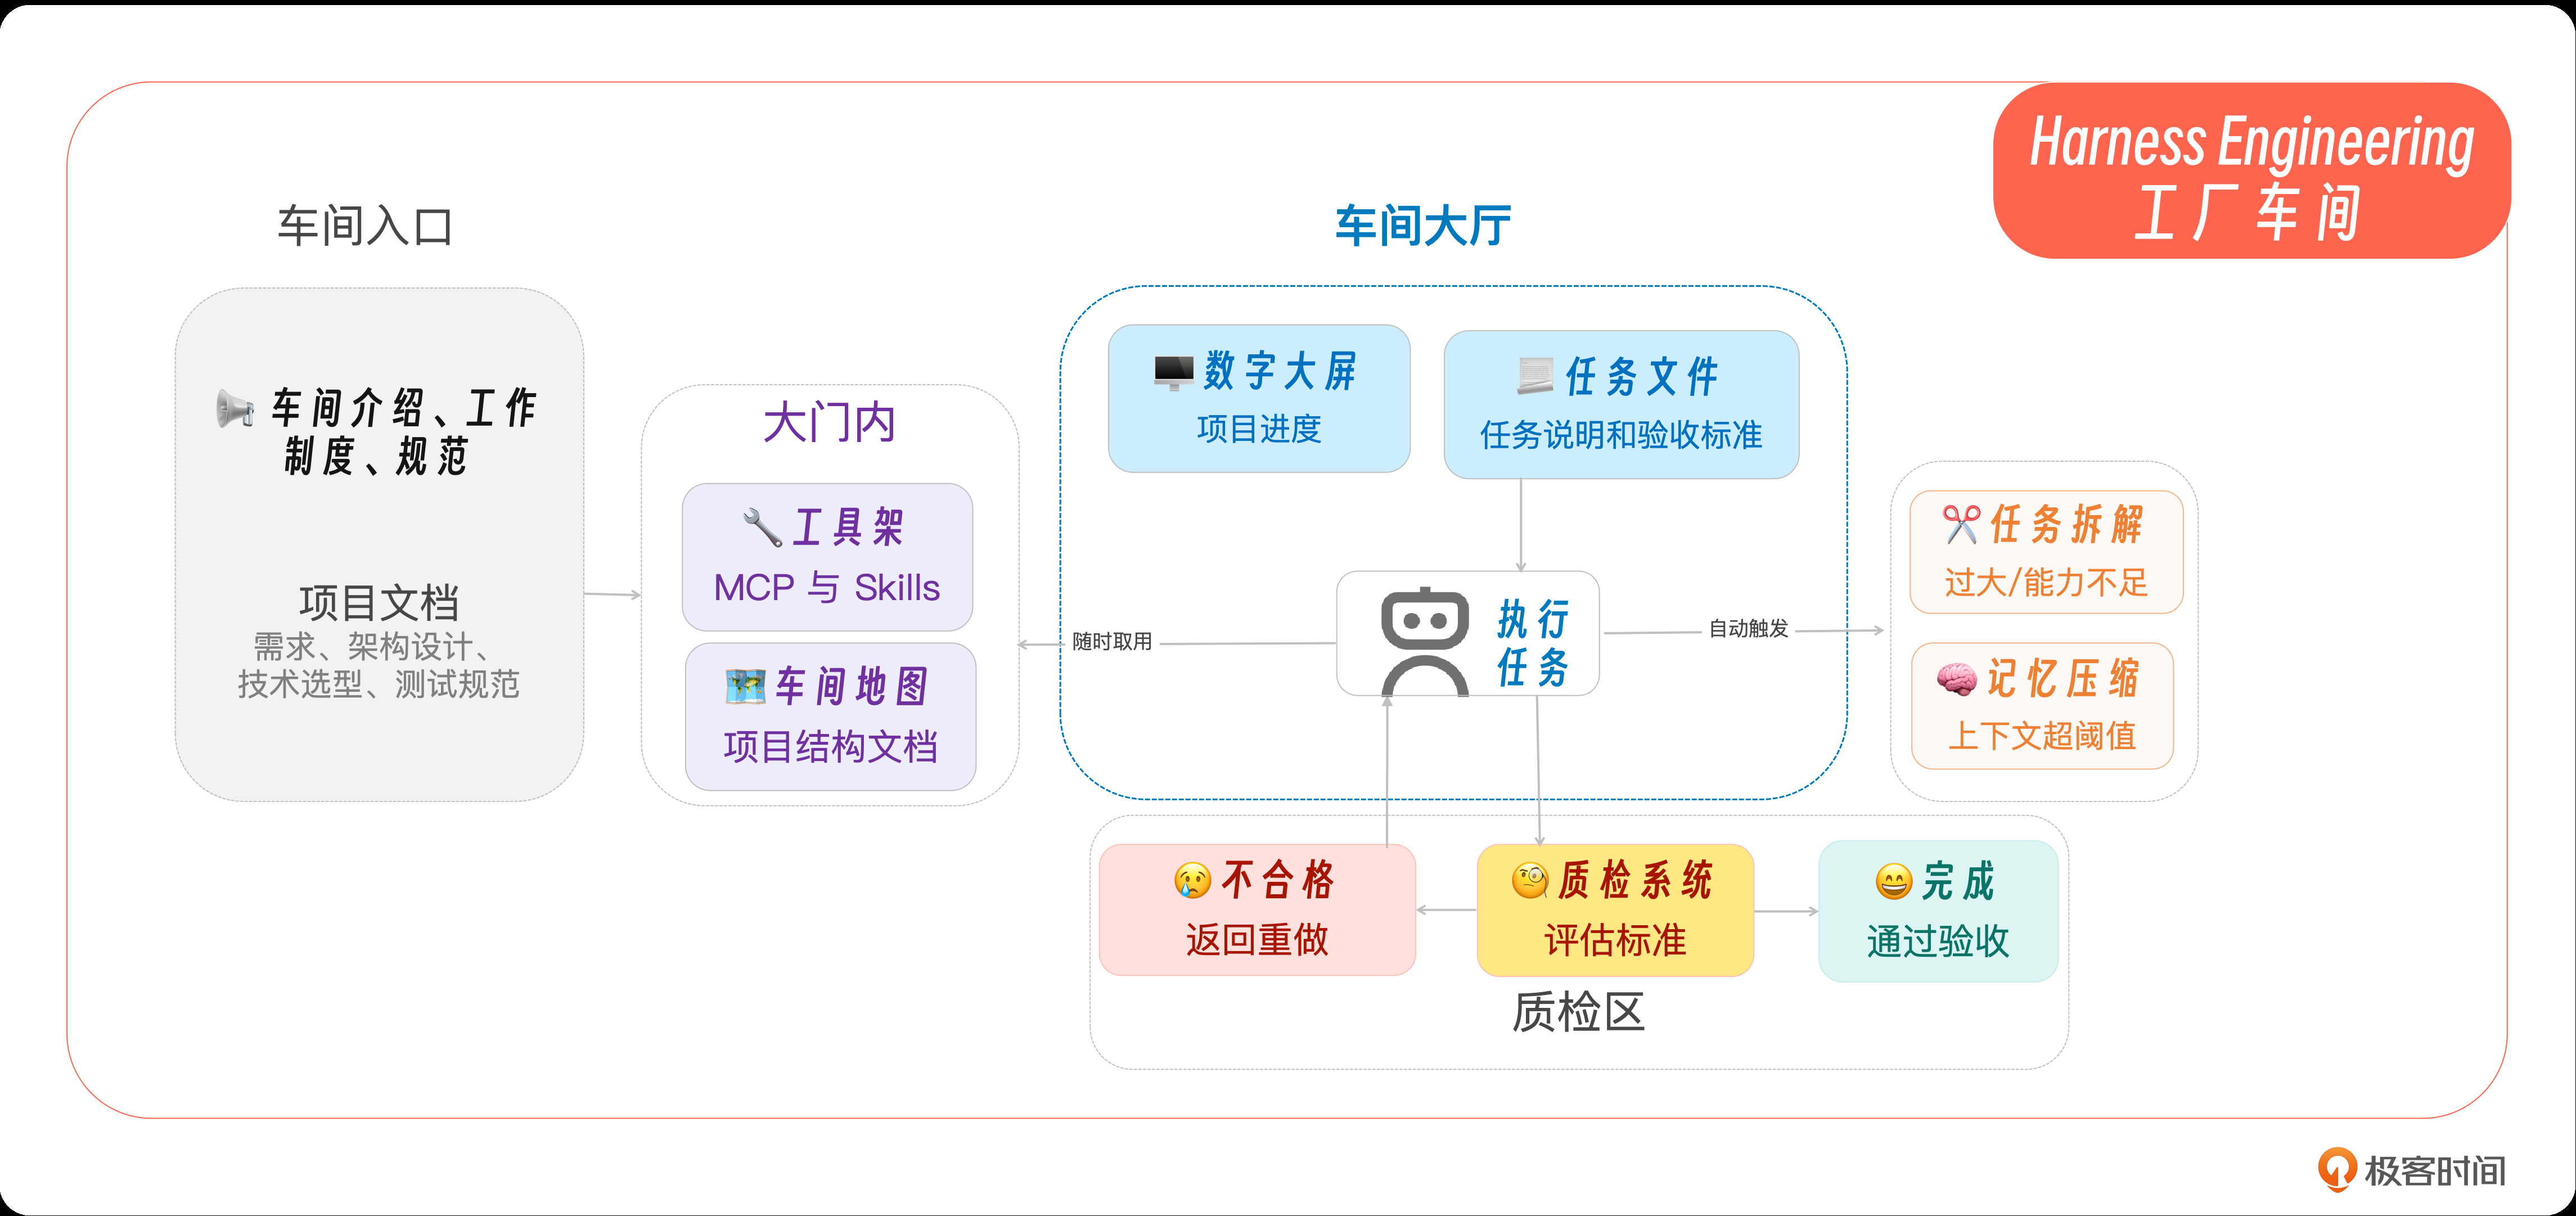 Harness Engineering
工厂车间
车间入口
车间介绍、工作
制度、规范
项目文档
需求、架构设计、
技术选型、测试规范
大门内
工具架
MCP 与 Skills
车间地图
项目结构文档
车间大厅
数字大屏
项目进度
任务文件
任务说明和验收标准
执行
任务
随时取用
自动触发
任务拆解
过大/能力不足
记忆压缩
上下文超阈值
不合格
返回重做
质检系统
评估标准
完成
通过验收
质检区
极客时间